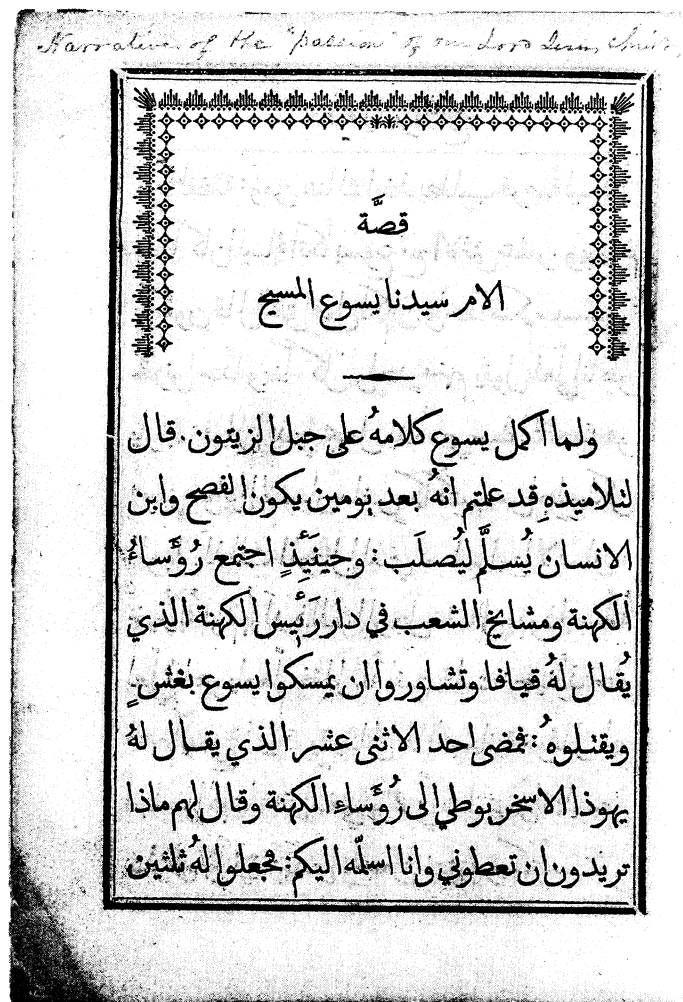 Narrative of the "passion" of our Lord Jesus Christ
قصَّة
الام سيدنا يسوع المسيح
ولما اكمل يسوع كلامهُ على جبل الزيتون. قال
لتلاميذهِ قد علمتم انهُ بعد يومين يكون الفصح وابن
الانسان يُسلَّم ليُصلَب: وحينَئِذٍ اجتمع رُؤَساءُ
الكهنة ومشايخ الشعب في دار رَئِيس الكهنة الذي
يُقال لهُ قيافا وتشاوروا ان يمسكوا يسوع بغشٍ
ويقتلوهُ: فمضى احد الاثنى عشر الذي يقال لهُ
يهوذا الاسخريوطي الى رُؤَساءِ الكهنة وقال لهم ماذا
تريدون ان تعطوني وانا اسلّمه اليكم: فجعلوا لهُ ثلثين